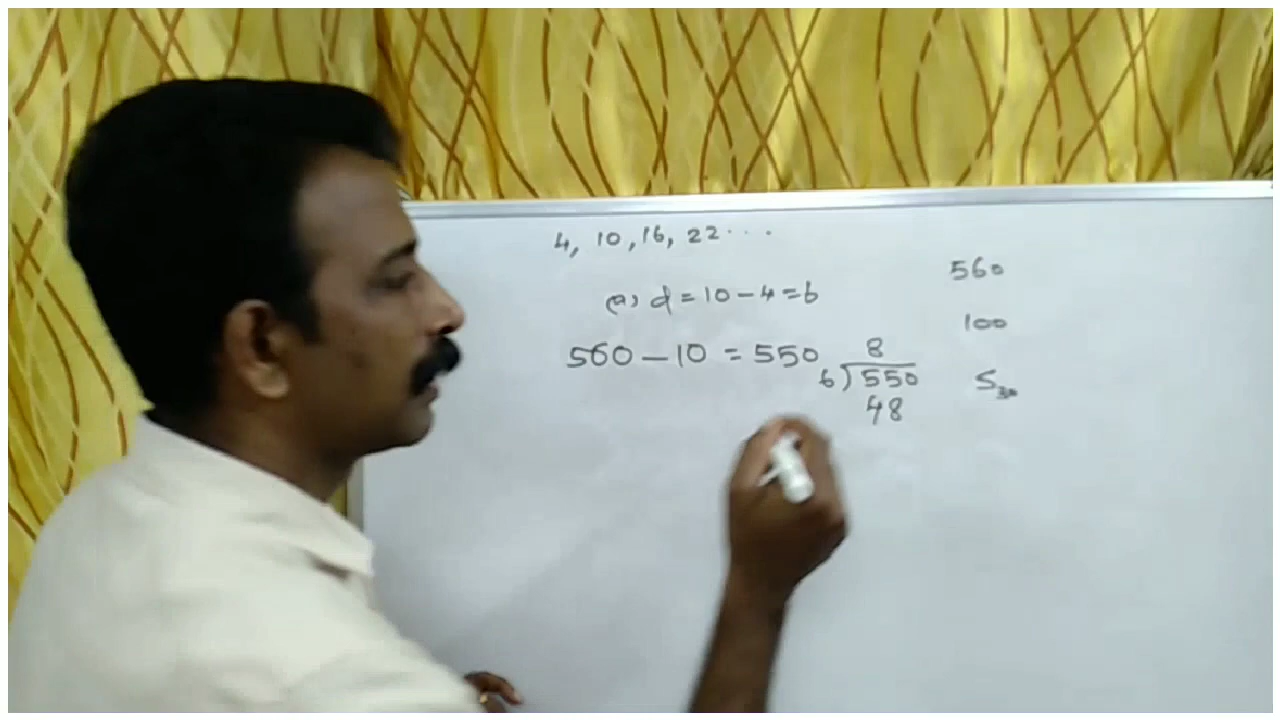 4, 10, 16, 22 . . .
560
(a) d = 10 - 4 = 6
100
560 - 10 = 550
8
6 ) 550
48
S30